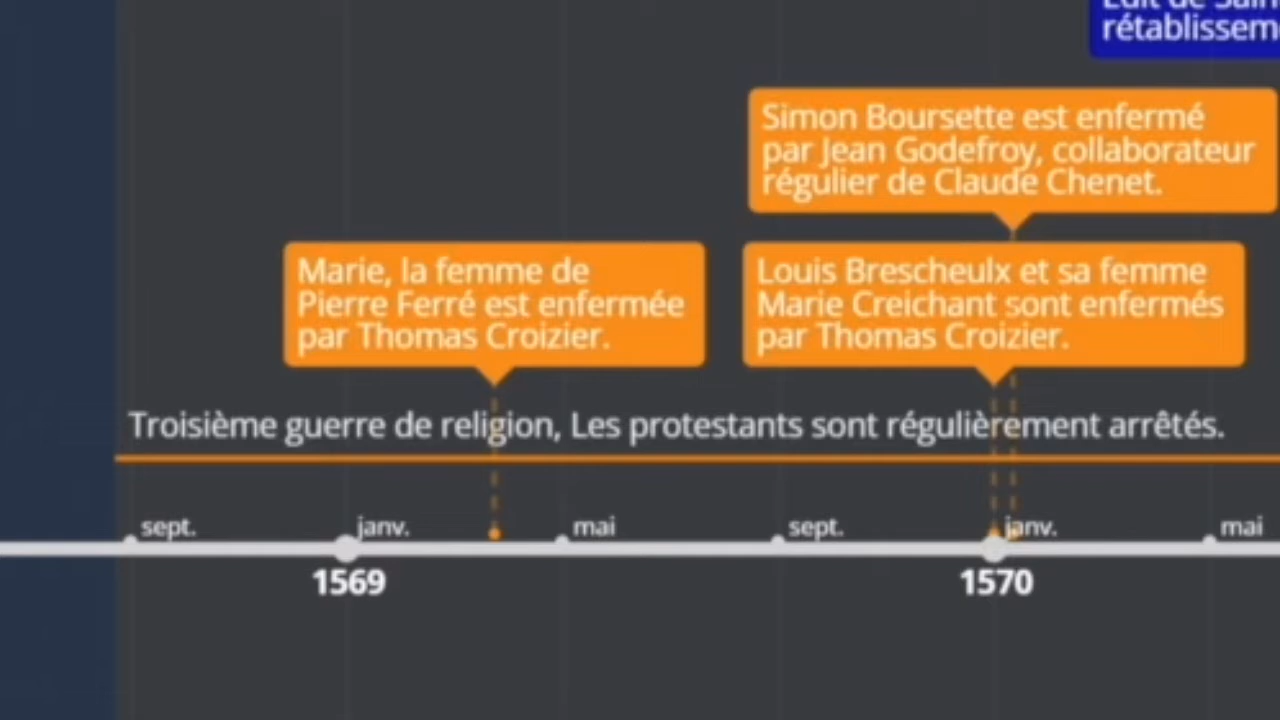 rétablissem
Simon Boursette est enfermé
par Jean Godefroy, collaborateur
régulier de Claude Chenet.
Marie, la femme de
Pierre Ferré est enfermée
par Thomas Croizier.
Louis Brescheulx et sa femme
Marie Creichant sont enfermés
par Thomas Croizier.
Troisième guerre de religion, Les protestants sont régulièrement arrêtés.
sept. janv. mai sept. janv. mai
1569 1570